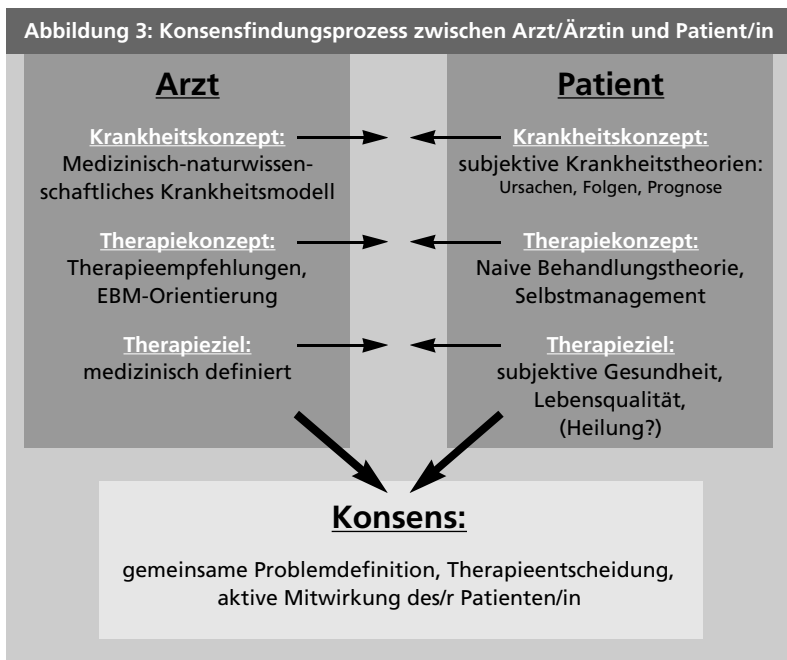 Abbildung 3: Konsensfindungsprozess zwischen Arzt/Ärztin und Patient/in
Arzt
Krankheitskonzept:
Medizinisch-naturwissen-
schaftliches Krankheitsmodell
Therapiekonzept:
Therapieempfehlungen,
EBM-Orientierung
Therapieziel:
medizinisch definiert
Patient
Krankheitskonzept:
subjektive Krankheitstheorien:
Ursachen, Folgen, Prognose
Therapiekonzept:
Naive Behandlungstheorie,
Selbstmanagement
Therapieziel:
subjektive Gesundheit,
Lebensqualität,
(Heilung?)
Konsens:
gemeinsame Problemdefinition, Therapieentscheidung,
aktive Mitwirkung des/r Patienten/in